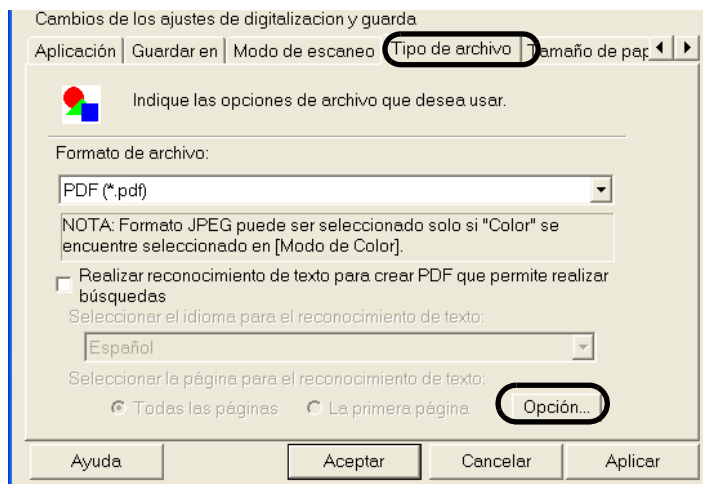 Cambios de los ajustes de digitalizacion y guarda
Aplicación Guardar en Modo de escaneo Tipo de archivo Tamaño de pap
Indique las opciones de archivo que desea usar.
Formato de archivo:
PDF (*.pdf)
NOTA: Formato JPEG puede ser seleccionado solo si "Color" se
encuentre seleccionado en [Modo de Color].
Realizar reconocimiento de texto para crear PDF que permite realizar
búsquedas
Seleccionar el idioma para el reconocimiento de texto:
Español
Seleccionar la página para el reconocimiento de texto:
Todas las páginas La primera página Opción...
Ayuda Aceptar Cancelar Aplicar